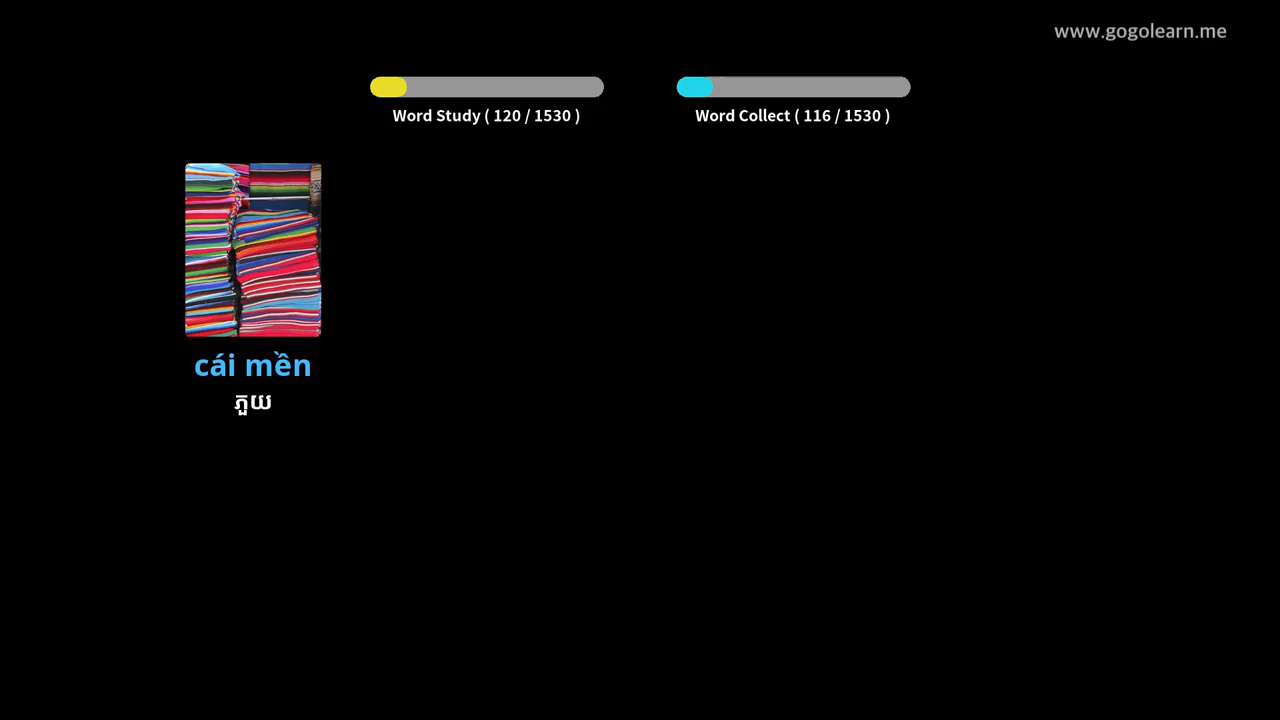 www.gogolearn.me
Word Study ( 120 / 1530 )
Word Collect ( 116 / 1530 )
cái mền
ភួយ